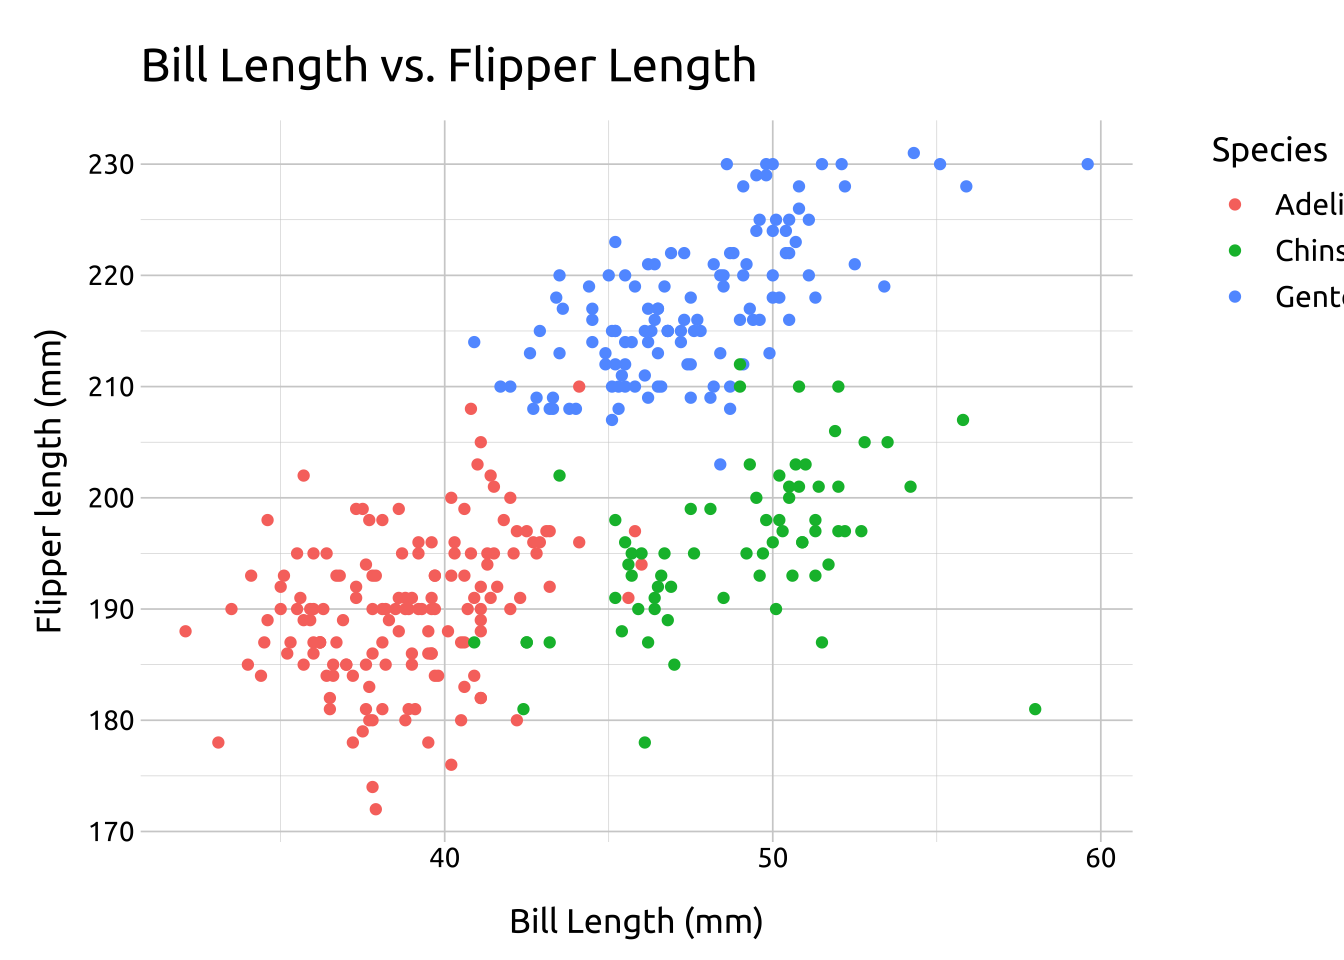 Bill Length vs. Flipper Length
Flipper length (mm)
230
220
210
200
190
180
170
40
50
60
Bill Length (mm)
Species
Adeli
Chins
Gent